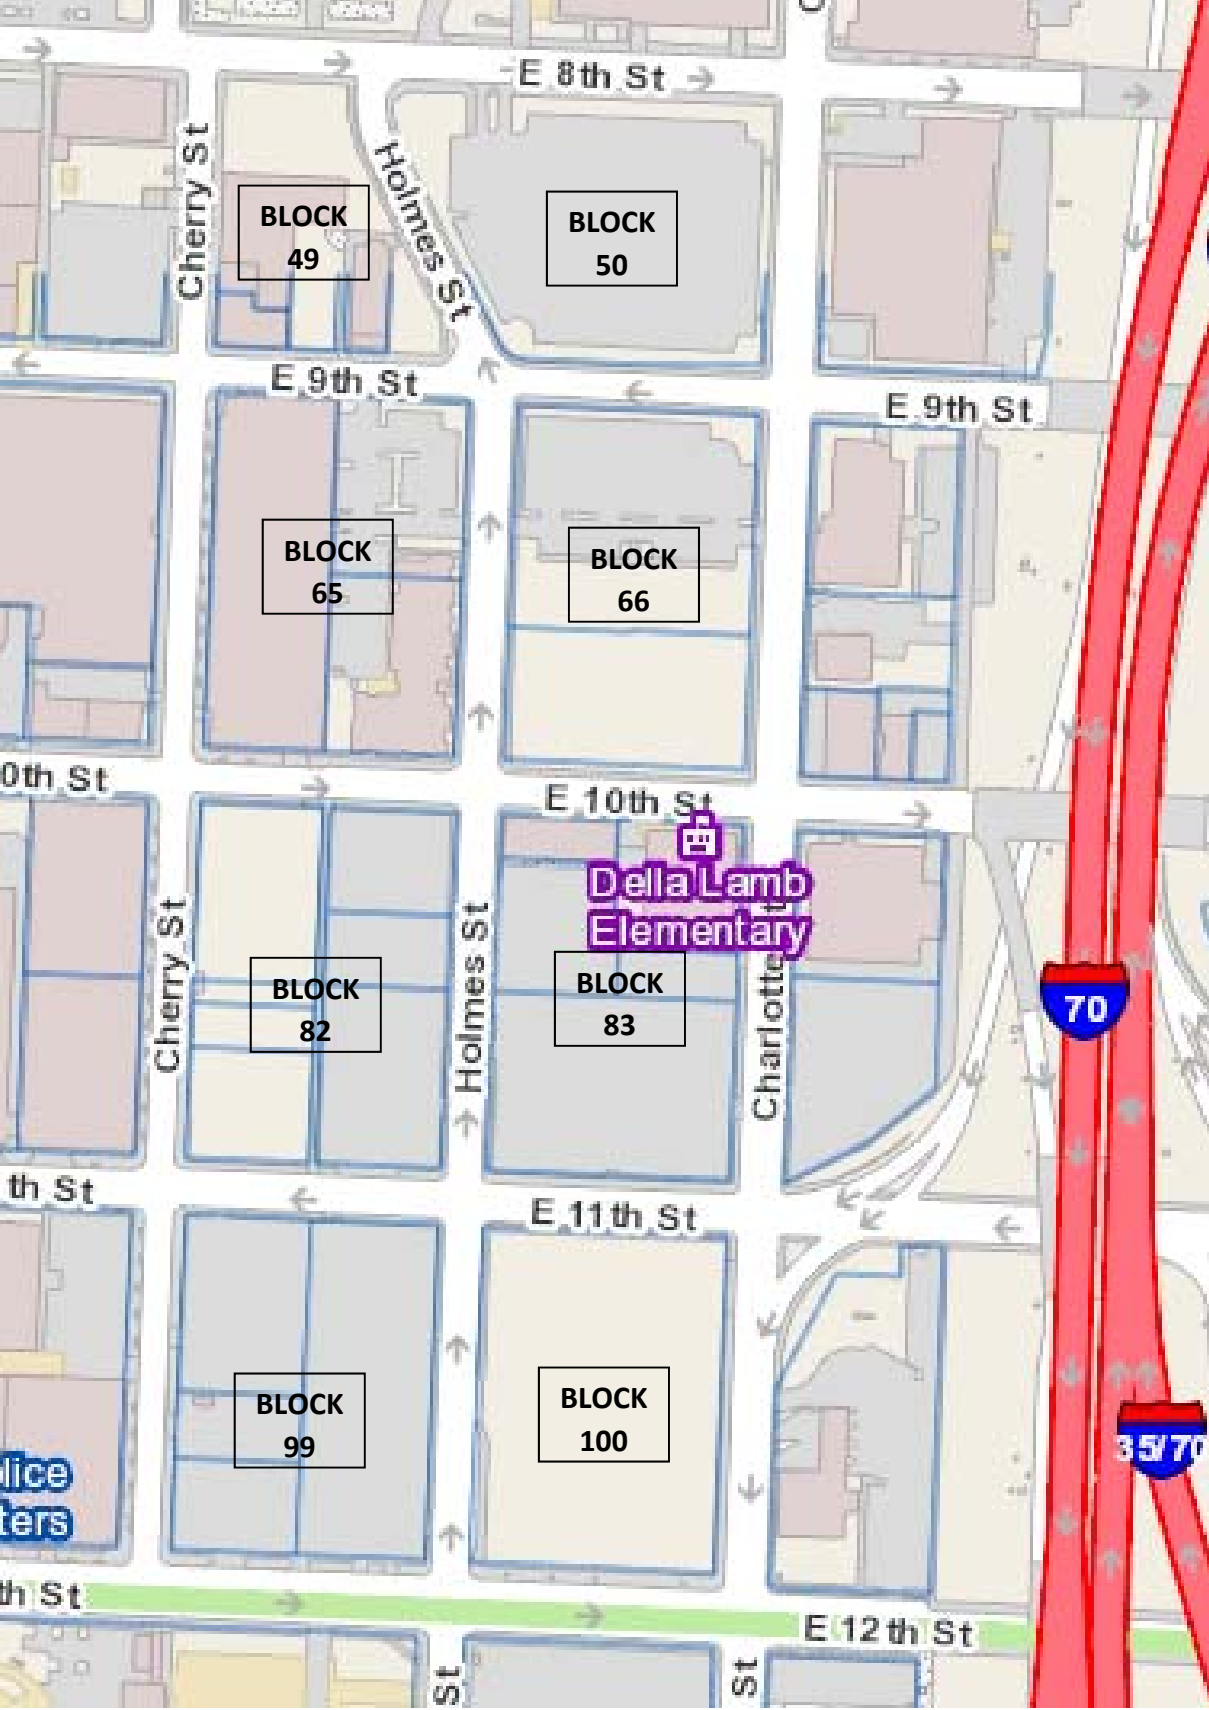 E 8th St
Cherry St
Holmes St
BLOCK
49
BLOCK
50
E 9th St
E 9th St
BLOCK
65
BLOCK
66
0th St
E 10th St
Della Lamb
Elementary
Cherry St
Holmes St
Charlotte
BLOCK
82
BLOCK
83
70
th St
E 11th St
BLOCK
99
BLOCK
100
35/70
lice
ters
th St
E 12th St
St
St